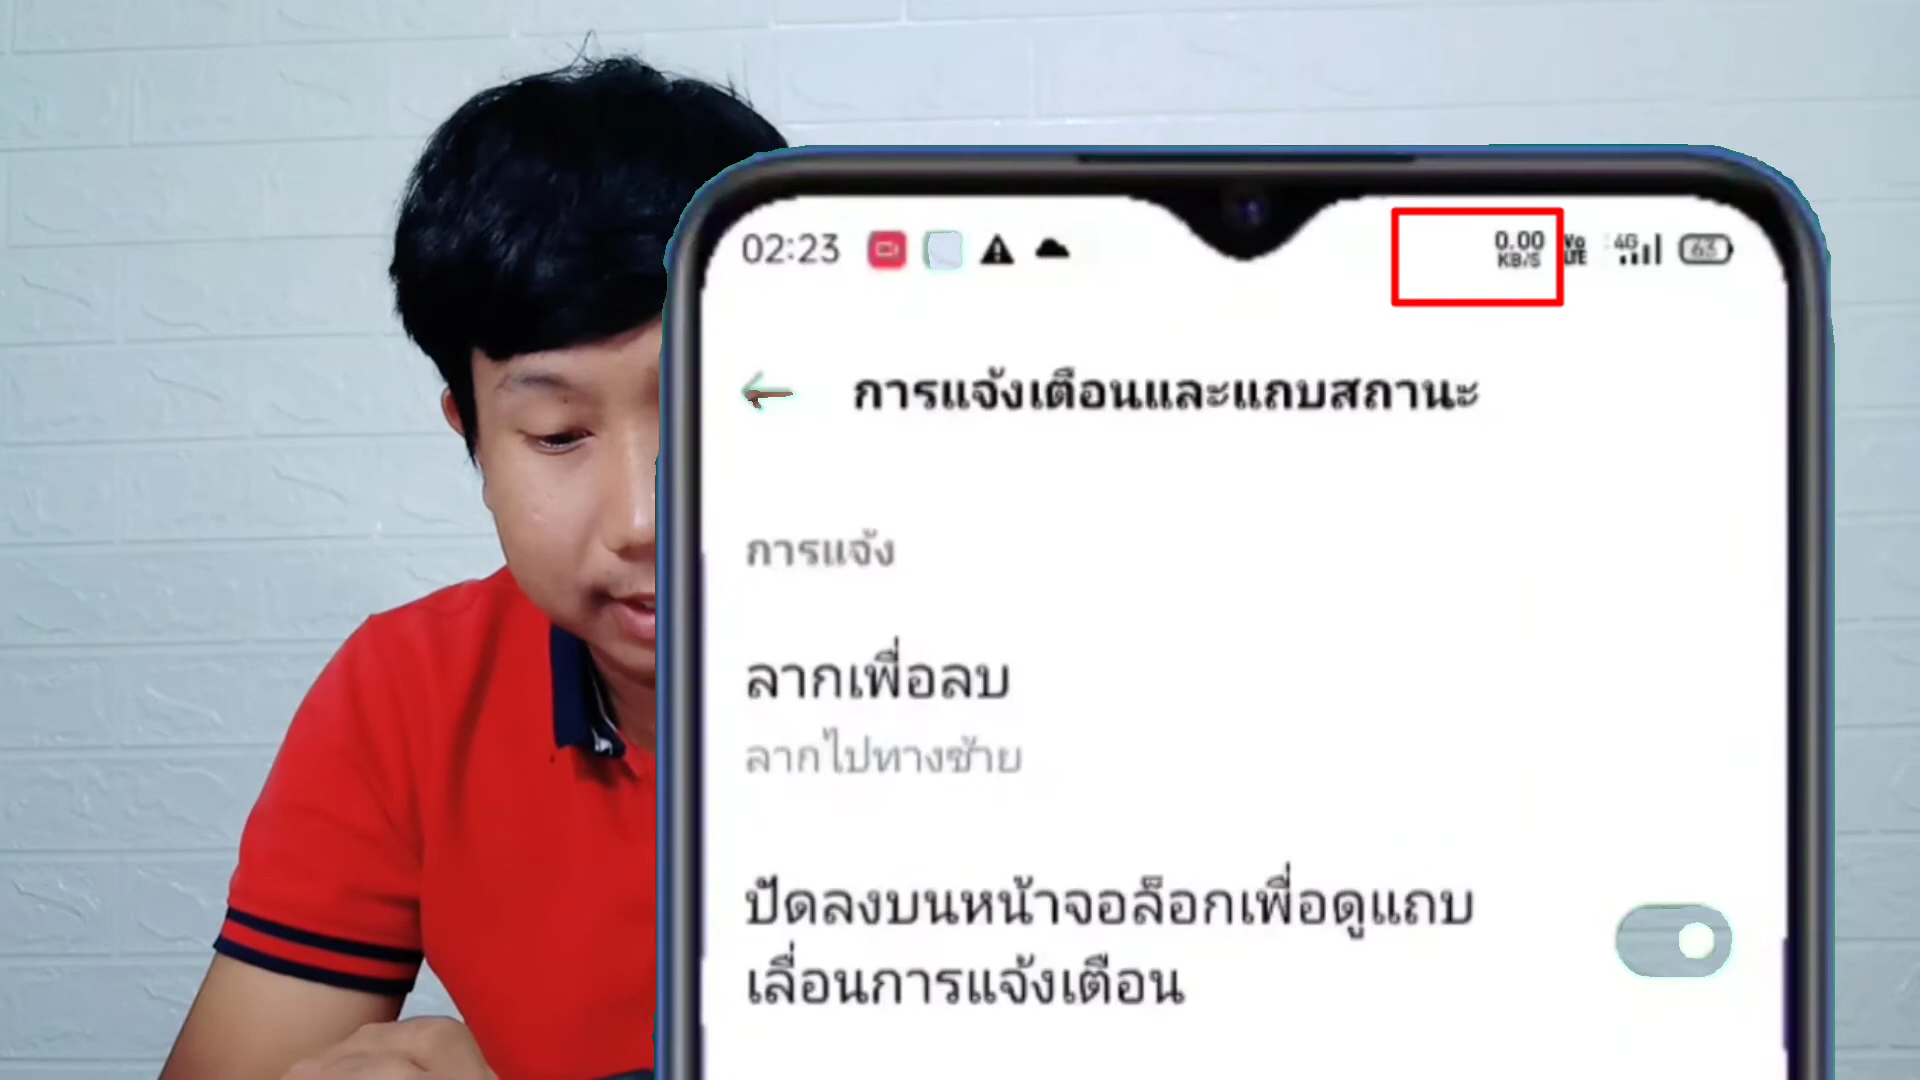 02:23 0.00 KB/S Vo LTE 4G 63
การแจ้งเตือนและแถบสถานะ
การแจ้ง
ลากเพื่อลบ
ลากไปทางซ้าย
ปัดลงบนหน้าจอล็อกเพื่อดูแถบ
เลื่อนการแจ้งเตือน